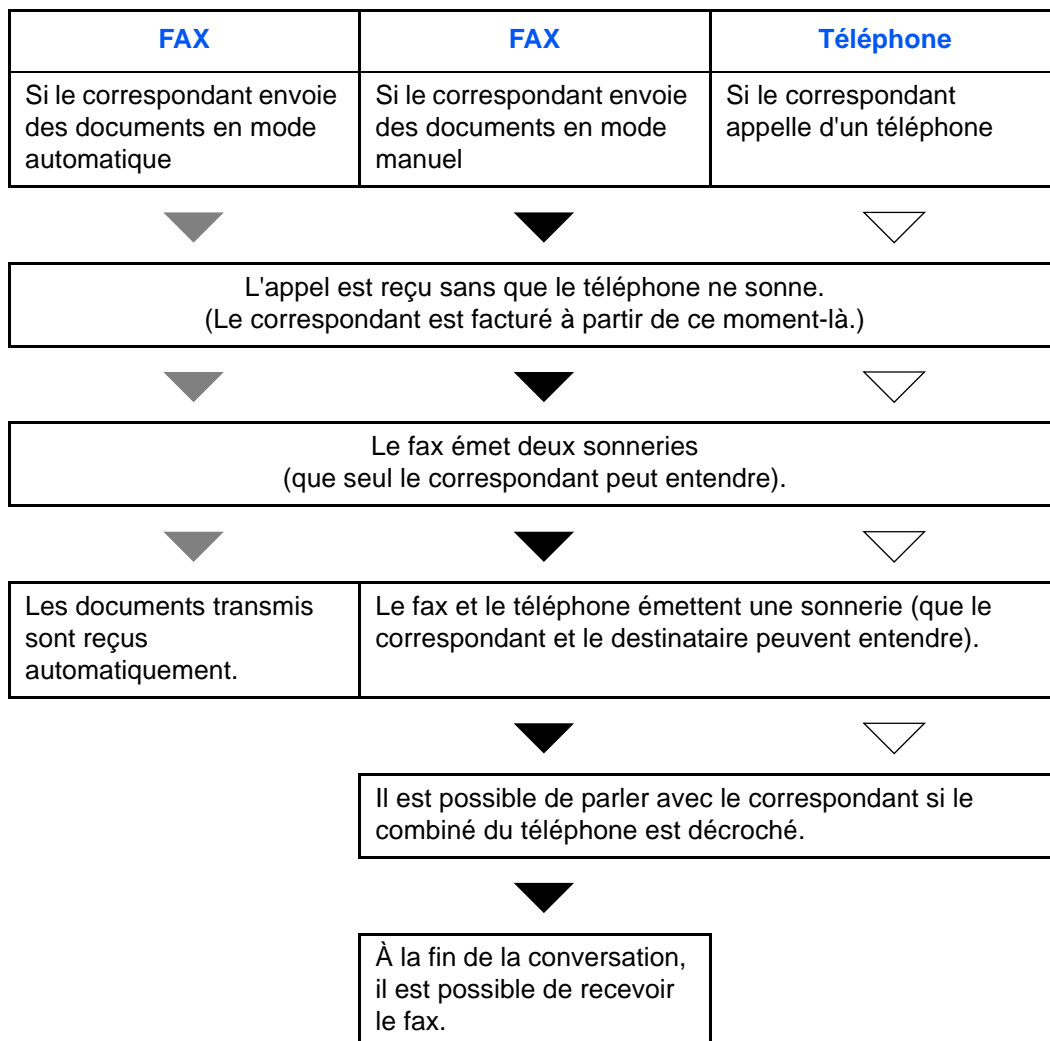 FAX
FAX
Téléphone
Si le correspondant envoie
des documents en mode
automatique
Si le correspondant envoie
des documents en mode
manuel
Si le correspondant
appelle d'un téléphone
L'appel est reçu sans que le téléphone ne sonne.
(Le correspondant est facturé à partir de ce moment-là.)
Le fax émet deux sonneries
(que seul le correspondant peut entendre).
Les documents transmis
sont reçus
automatiquement.
Le fax et le téléphone émettent une sonnerie (que le
correspondant et le destinataire peuvent entendre).
Il est possible de parler avec le correspondant si le
combiné du téléphone est décroché.
À la fin de la conversation,
il est possible de recevoir
le fax.